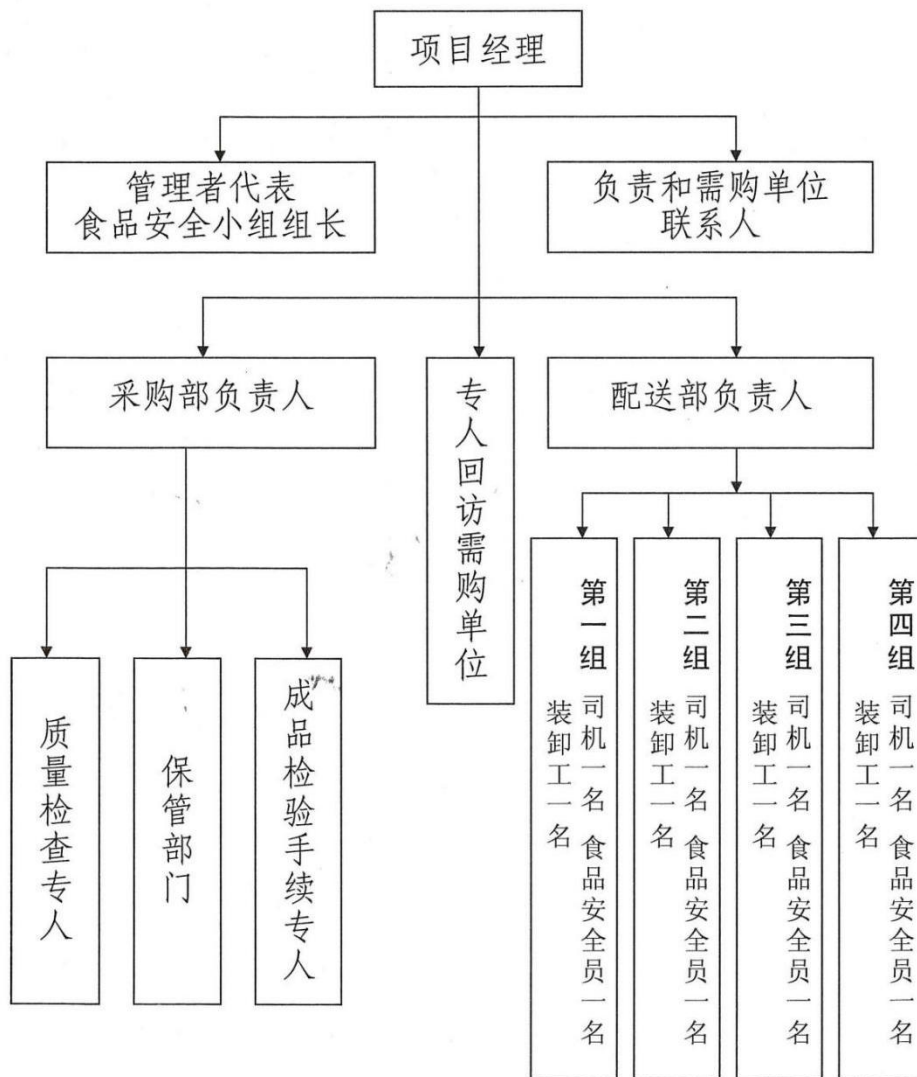 项目经理
管理者代表
食品安全小组组长
负责和需购单位
联系人
采购部负责人
专人回访需购单位
配送部负责人
质量检查专人
保管部门
成品检验手续专人
第一组 司机一名 食品安全员一名
装卸工一名
第二组 司机一名 食品安全员一名
装卸工一名
第三组 司机一名 食品安全员一名
装卸工一名
第四组 司机一名 食品安全员一名
装卸工一名